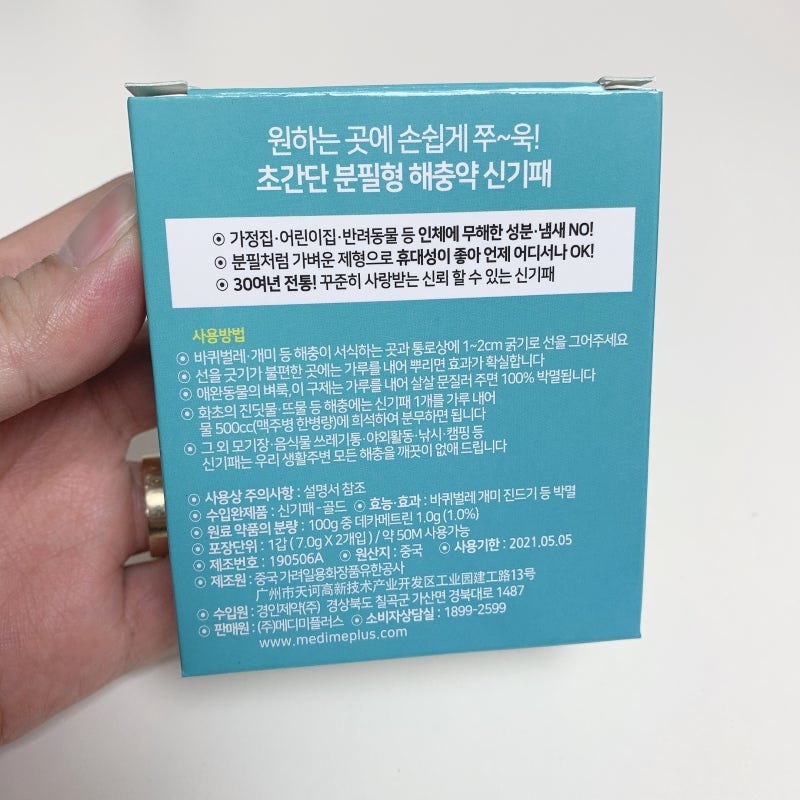 원하는 곳에 손쉽게 쭈~욱!
초간단 분필형 해충약 신기패
⊙ 가정집·어린이집·반려동물 등 인체에 무해한 성분·냄새 NO!
⊙ 분필처럼 가벼운 제형으로 휴대성이 좋아 언제 어디서나 OK!
⊙ 30여년 전통! 꾸준히 사랑받는 신뢰 할 수 있는 신기패
사용방법
⊙ 바퀴벌레·개미 등 해충이 서식하는 곳과 통로상에 1~2cm 굵기로 선을 그어주세요
⊙ 선을 긋기가 불편한 곳에는 가루를 내어 뿌리면 효과가 확실합니다
⊙ 애완동물의 벼룩,이 구제는 가루를 내어 살살 문질러 주면 100% 박멸됩니다
⊙ 화초의 진딧물·뜨물 등 해충에는 신기패 1개를 가루 내어
물 500cc(맥주병 한병량)에 희석하여 분무하면 됩니다
⊙ 그 외 모기장·음식물 쓰레기통·야외활동·낚시·캠핑 등
신기패는 우리 생활주변 모든 해충을 깨끗이 없애 드립니다
⊙ 사용상 주의사항 : 설명서 참조
⊙ 수입완제품 : 신기패-골드 ⊙ 효능·효과 : 바퀴벌레 개미 진드기 등 박멸
⊙ 원료 약품의 분량 : 100g 중 데카메트린 1.0g (1.0%)
⊙ 포장단위 : 1갑 ( 7.0g X 2개입 ) / 약 50M 사용가능
⊙ 제조번호 : 190506A ⊙ 원산지 : 중국 ⊙ 사용기한 : 2021.05.05
⊙ 제조원 : 중국 가려일용화장품유한공사
广州市天河高新技术产业开发区工业园建工路13号
⊙ 수입원 : 경인제약(주) 경상북도 칠곡군 가산면 경북대로 1487
⊙ 판매원 : (주)메디미플러스 ⊙ 소비자상담실 : 1899-2599
www.medimeplus.com